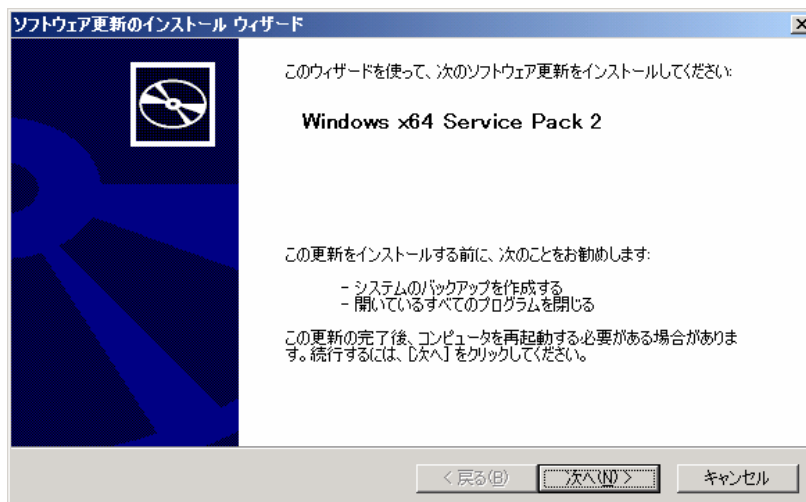 ソフトウェア更新のインストール ウィザード
このウィザードを使って、次のソフトウェア更新をインストールしてください:
Windows x64 Service Pack 2
この更新をインストールする前に、次のことをお勧めします:
- システムのバックアップを作成する
- 開いているすべてのプログラムを閉じる
この更新の完了後、コンピュータを再起動する必要がある場合がありま
す。続行するには、[次へ] をクリックしてください。
< 戻る(B) 次へ(N) > キャンセル